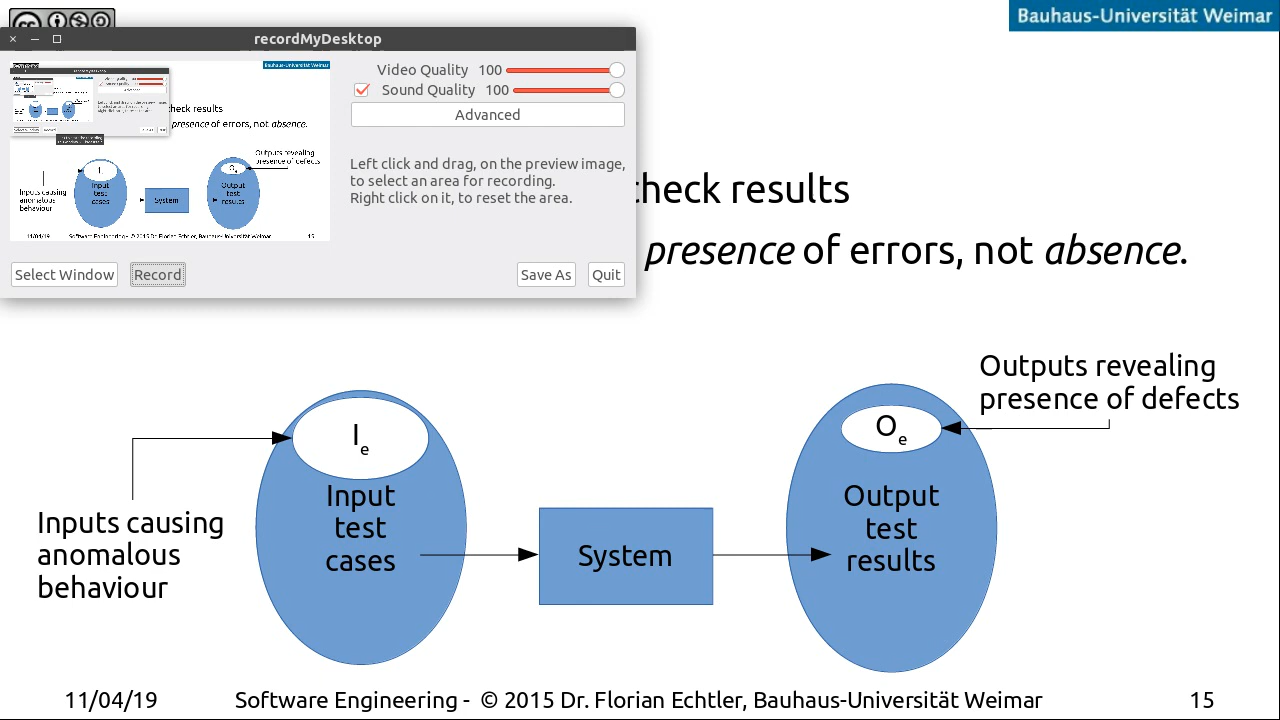 Bauhaus-Universität Weimar
recordMyDesktop
Video Quality 100
Sound Quality 100
Advanced
Left click and drag, on the preview image,
to select an area for recording.
Right click on it, to reset the area.
Select Window
Record
Save As
Quit
check results
presence of errors, not absence.
Outputs revealing
presence of defects
Inputs causing
anomalous
behaviour
Ie
Input
test
cases
System
Oe
Output
test
results
11/04/19
Software Engineering - © 2015 Dr. Florian Echtler, Bauhaus-Universität Weimar
15